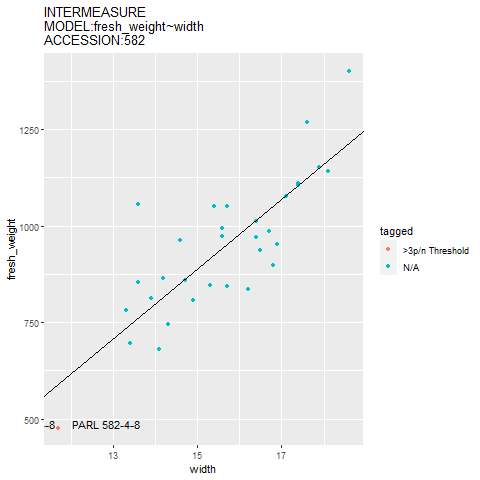 INTERMEASURE
MODEL:fresh_weight~width
ACCESSION:582
fresh_weight
1250
1000
750
500
-8
PARL 582-4-8
13
15
17
width
tagged
>3p/n Threshold
N/A